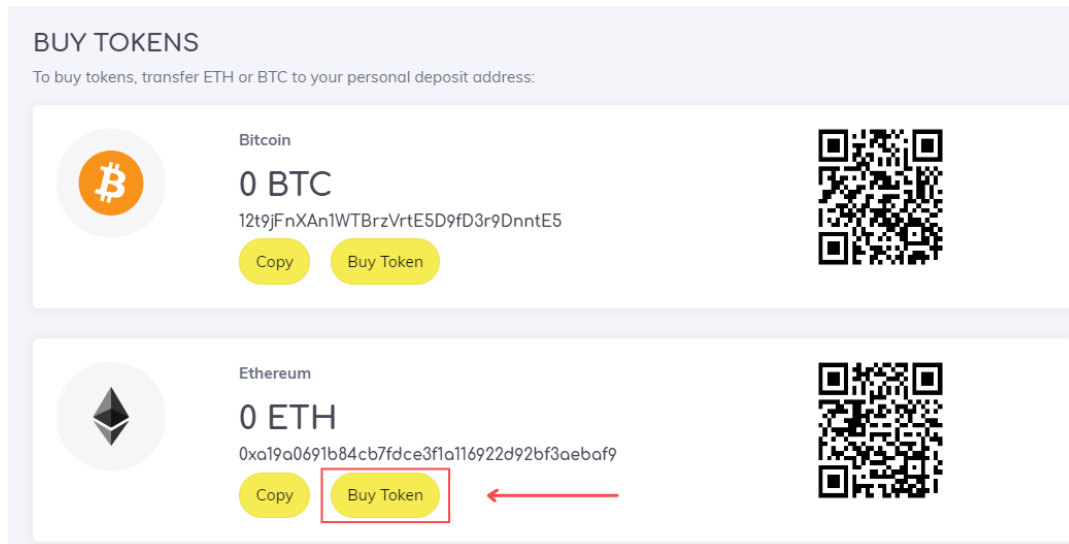 BUY TOKENS
To buy tokens, transfer ETH or BTC to your personal deposit address:
Bitcoin
0 BTC
12t9jFnXAn1WTBrzVrtE5D9fD3r9DnntE5
Copy Buy Token
Ethereum
0 ETH
0xa19a0691b84cb7fdce3f1a116922d92bf3aebaf9
Copy Buy Token